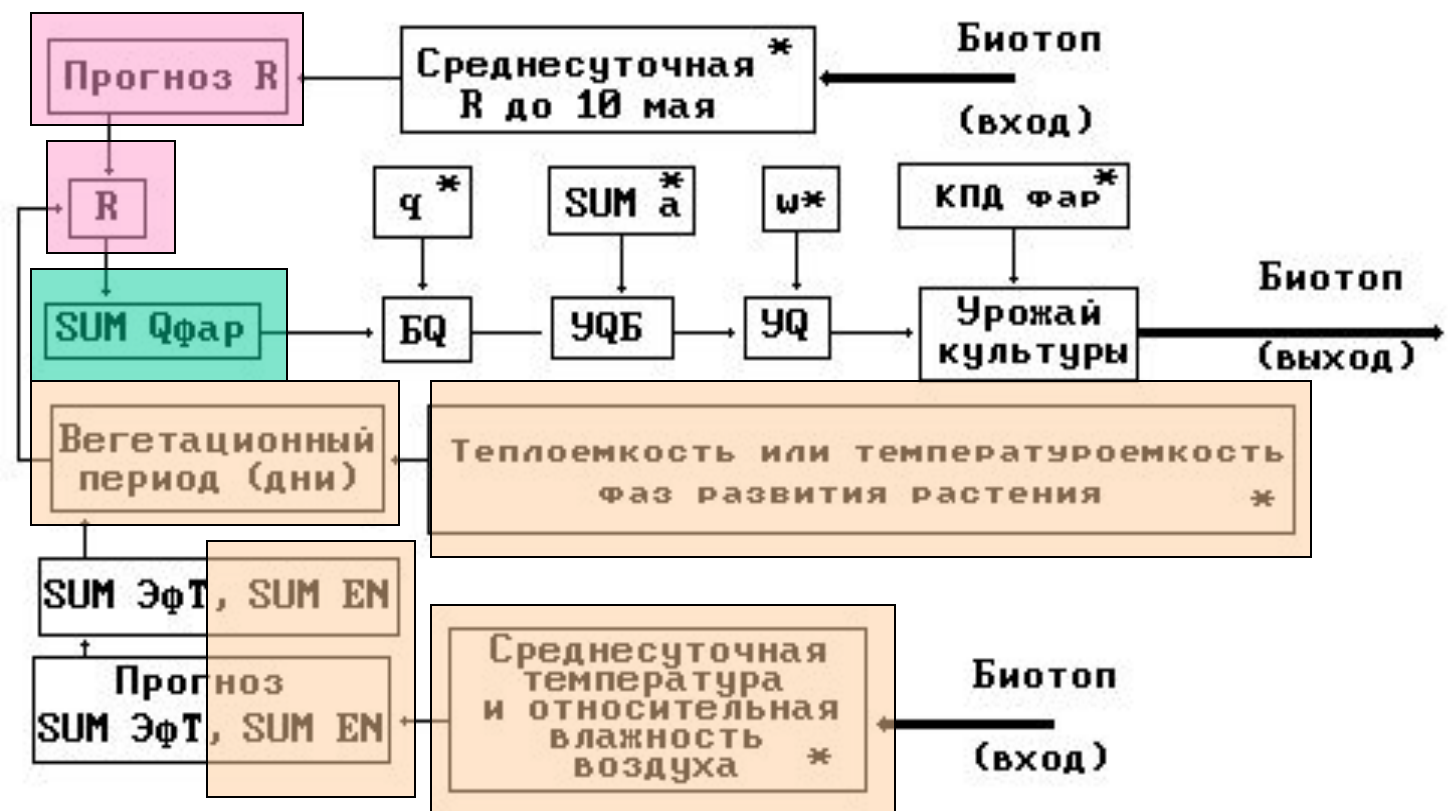 Прогноз R
Среднесуточная *
R до 10 мая
Биотоп
(вход)
R
q *
SUM a *
w*
КПД фар*
SUM Qфар
БQ
УQБ
УQ
Урожай
культуры
Биотоп
(выход)
Вегетационный
период (дни)
Теплоемкость или температуроемкость
фаз развития растения *
SUM ЭфТ, SUM EN
Прогноз
SUM ЭфТ, SUM EN
Среднесуточная
температура
и относительная
влажность
воздуха *
Биотоп
(вход)